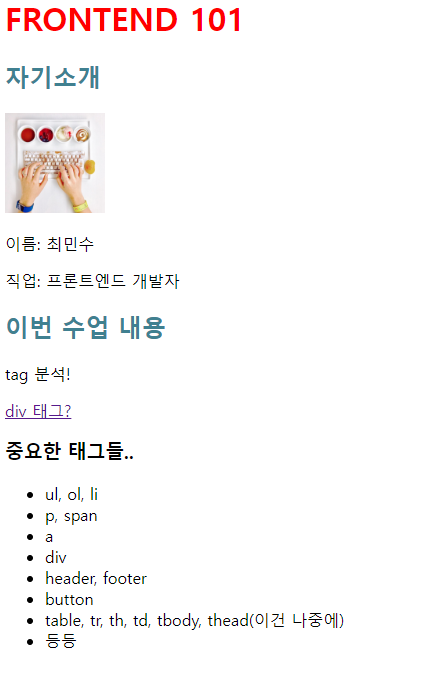 FRONTEND 101
자기소개
이름: 최민수
직업: 프론트엔드 개발자
이번 수업 내용
tag 분석!
div 태그?
중요한 태그들..
ul, ol, li
p, span
a
div
header, footer
button
table, tr, th, td, tbody, thead(이건 나중에)
등등